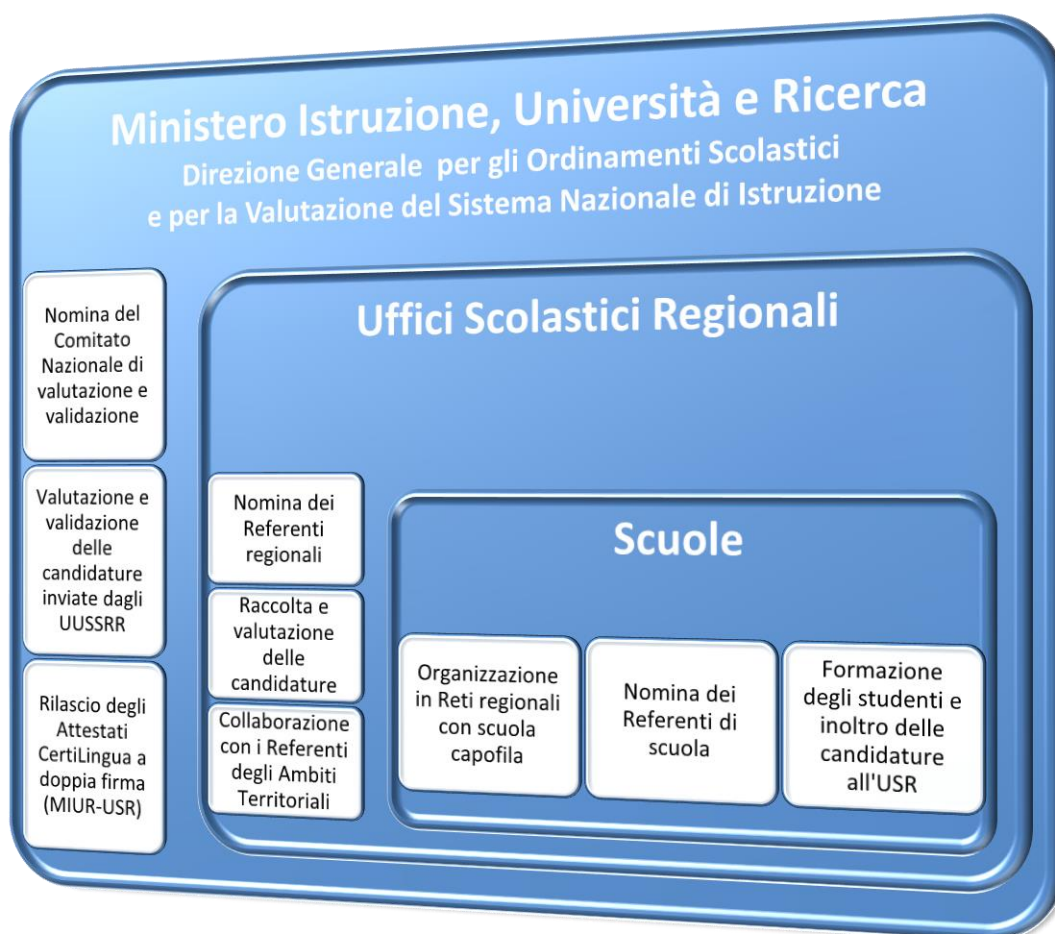 Ministero Istruzione, Università e Ricerca
Direzione Generale per gli Ordinamenti Scolastici
e per la Valutazione del Sistema Nazionale di Istruzione
Nomina del
Comitato
Nazionale di
valutazione e
validazione
Valutazione e
validazione
delle
candidature
inviate dagli
UUSSRR
Rilascio degli
Attestati
CertiLingua a
doppia firma
(MIUR-USR)
Uffici Scolastici Regionali
Nomina dei
Referenti
regionali
Raccolta e
valutazione
delle
candidature
Collaborazione
con i Referenti
degli Ambiti
Territoriali
Scuole
Organizzazione
in Reti regionali
con scuola
capofila
Nomina dei
Referenti di
scuola
Formazione
degli studenti e
inoltro delle
candidature
all'USR